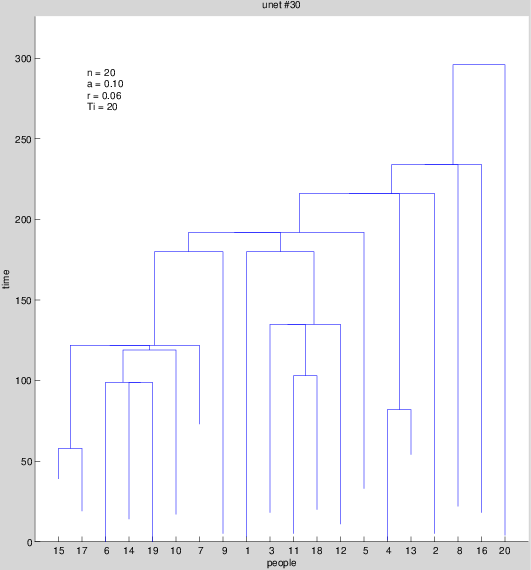 unet #30
n = 20
a = 0.10
r = 0.06
Ti = 20
300
250
200
150
100
50
0
time
15 17 6 14 19 10 7 9 1 3 11 18 12 5 4 13 2 8 16 20
people